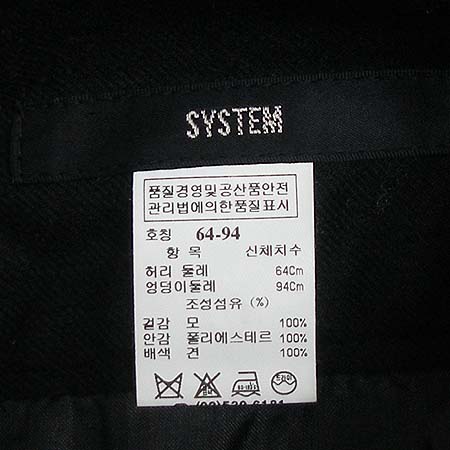 SYSTEM
품질경영및공산품안전
관리법에의한품질표시
호칭 64-94
항 목 신체치수
허리 둘레 64Cm
엉덩이둘레 94Cm
조성섬유 (%)
겉감 모 100%
안감 폴리에스테르 100%
배색 견 100%
드라이